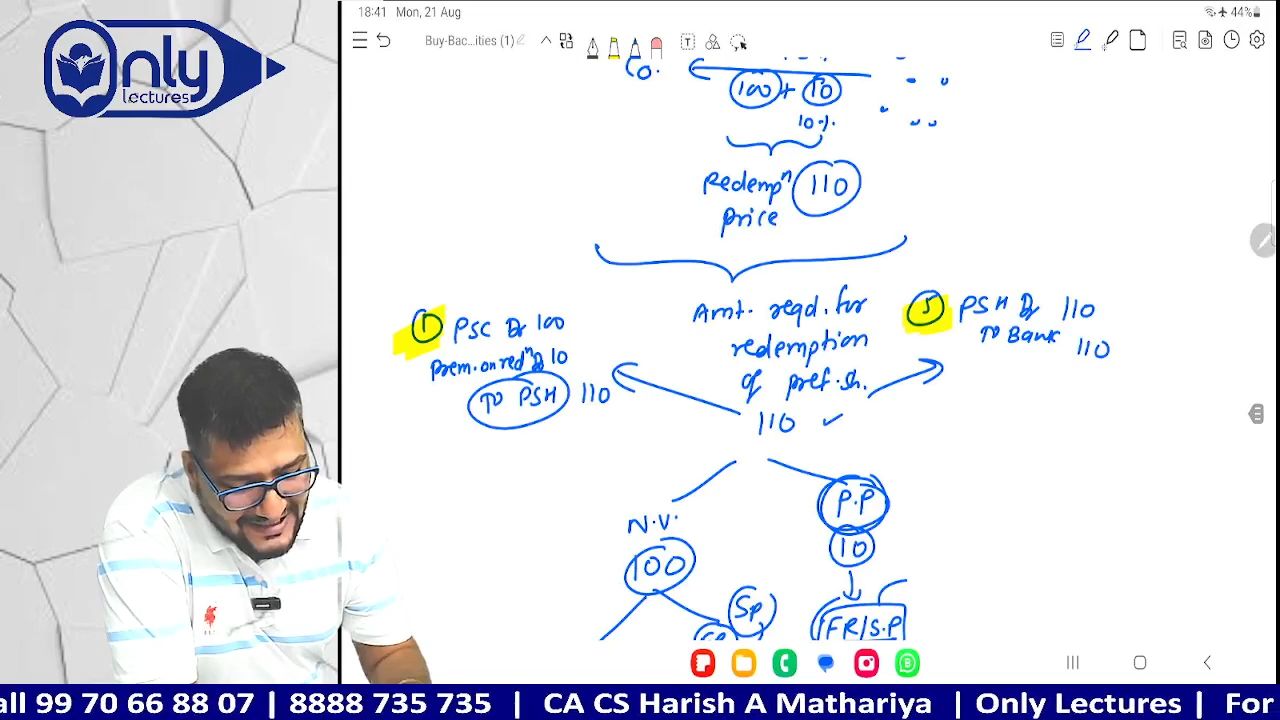 Only
lectures
18:41 Mon, 21 Aug
44%
Buy-Bac...ities (1)
Co.
100 + 10
10%
Redempⁿ 110
price
Amt. reqd. for
redemption
of pref. sh.
110 ✓
① PSC Dr 100
Prem. on redⁿ Dr 10
To PSH 110
⑤ PSH Dr 110
To Bank 110
N.V.
100
P.P
10
SP
FR/S.P
all 99 70 66 88 07 | 8888 735 735 | CA CS Harish A Mathariya | Only Lectures | For